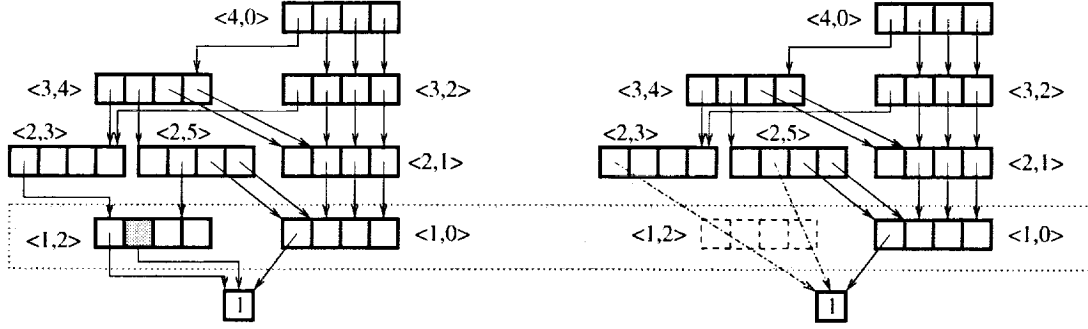 <4,0> <4,0>
<3,4> <3,2> <3,4> <3,2>
<2,3> <2,5> <2,3> <2,5>
<2,1> <2,1>
<1,2> <1,0> <1,2> <1,0>
1 1